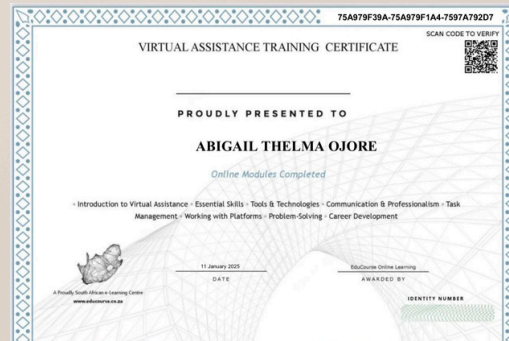 75A979F39A-75A979F1A4-7597A792D7
SCAN CODE TO VERIFY
VIRTUAL ASSISTANCE TRAINING CERTIFICATE
PROUDLY PRESENTED TO
ABIGAIL THELMA OJORE
Online Modules Completed
◦ Introduction to Virtual Assistance ◦ Essential Skills ◦ Tools & Technologies ◦ Communication & Professionalism ◦ Task
Management ◦ Working with Platforms ◦ Problem-Solving ◦ Career Development
11 January 2025
DATE
EduCourse Online Learning
AWARDED BY
A Proudly South African e-Learning Centre
www.educourse.co.za
IDENTITY NUMBER